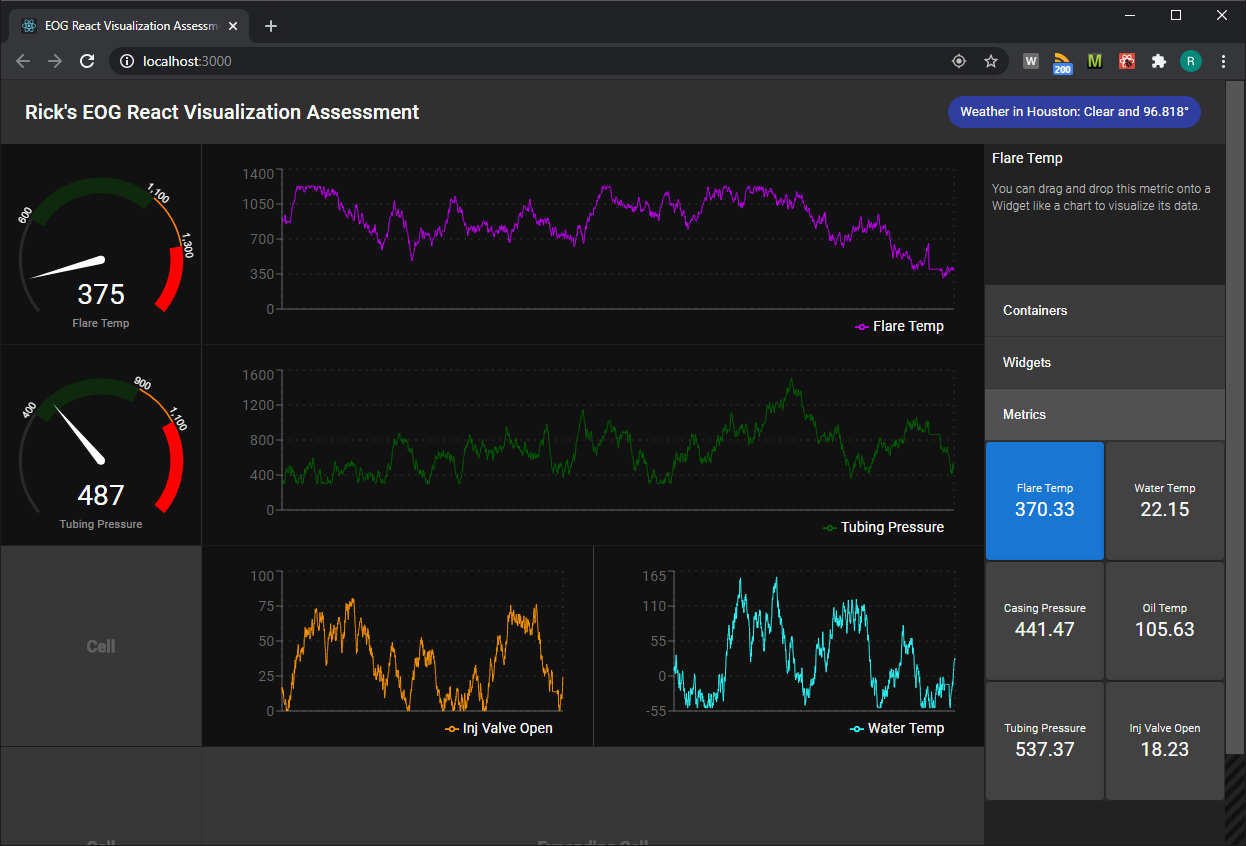 EOG React Visualization Assessm
localhost:3000
W
200
M
R
Rick's EOG React Visualization Assessment
Weather in Houston: Clear and 96.818°
600
1,100
1,300
375
Flare Temp
1400
1050
700
350
0
Flare Temp
400
900
1,100
487
Tubing Pressure
1600
1200
800
400
0
Tubing Pressure
Cell
100
75
50
25
0
Inj Valve Open
165
110
55
0
-55
Water Temp
Cell
Expanding Cell
Flare Temp
You can drag and drop this metric onto a
Widget like a chart to visualize its data.
Containers
Widgets
Metrics
Flare Temp
370.33
Water Temp
22.15
Casing Pressure
441.47
Oil Temp
105.63
Tubing Pressure
537.37
Inj Valve Open
18.23